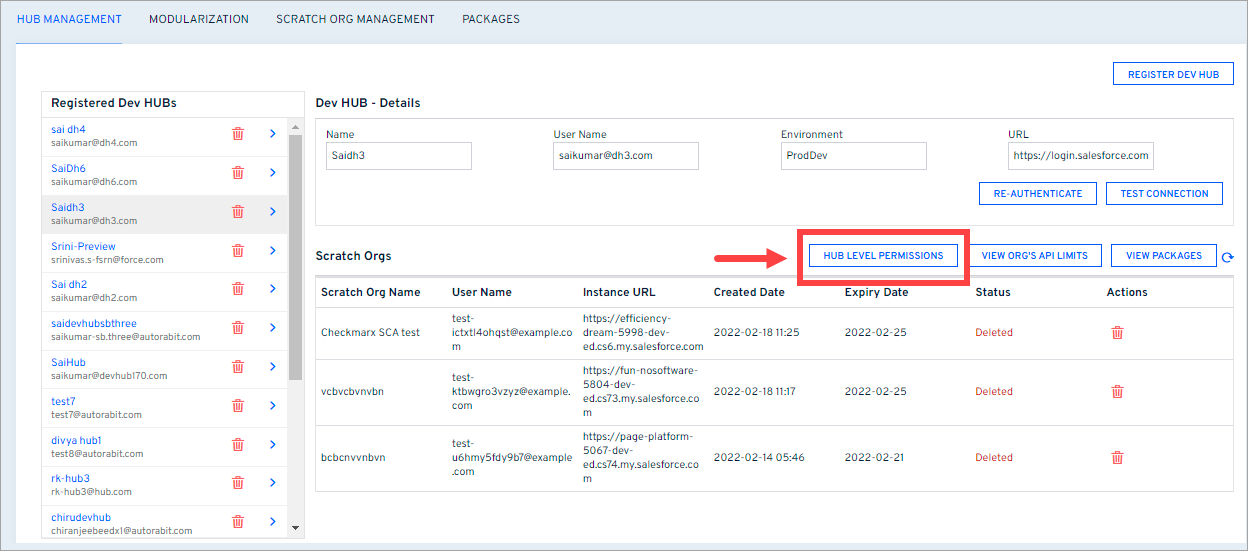 HUB MANAGEMENT MODULARIZATION SCRATCH ORG MANAGEMENT PACKAGES
REGISTER DEV HUB
Registered Dev HUBs
sai dh4
saikumar@dh4.com
SaiDh6
saikumar@dh6.com
Saidh3
saikumar@dh3.com
Srini-Preview
srinivas.s-fsrn@force.com
Sai dh2
saikumar@dh2.com
saidevhubsbthree
saikumar-sb.three@autorabit.com
SaiHub
saikumar@devhub170.com
test7
test7@autorabit.com
divya hub1
test8@autorabit.com
rk-hub3
rk-hub3@hub.com
chirudevhub
chiranjeebeedx1@autorabit.com
Dev HUB - Details
Name User Name Environment URL
Saidh3 saikumar@dh3.com ProdDev https://login.salesforce.com
RE-AUTHENTICATE TEST CONNECTION
Scratch Orgs HUB LEVEL PERMISSIONS VIEW ORG'S API LIMITS VIEW PACKAGES
Scratch Org Name User Name Instance URL Created Date Expiry Date Status Actions
test- https://efficiency-
Checkmarx SCA test ictxtl4ohqst@example.co dream-5998-dev- 2022-02-18 11:25 2022-02-25 Deleted
m ed.cs6.my.salesforce.com
https://fun-nosoftware-
test- 5804-dev-
vcbvcbvnvbn ktbwgro3vzyz@example. ed.cs73.my.salesforce.co 2022-02-18 11:17 2022-02-25 Deleted
com m
https://page-platform-
test- 5067-dev-
bcbcnvvnbvn u6hmy5fdy9b7@example ed.cs74.my.salesforce.co 2022-02-14 05:46 2022-02-21 Deleted
.com m